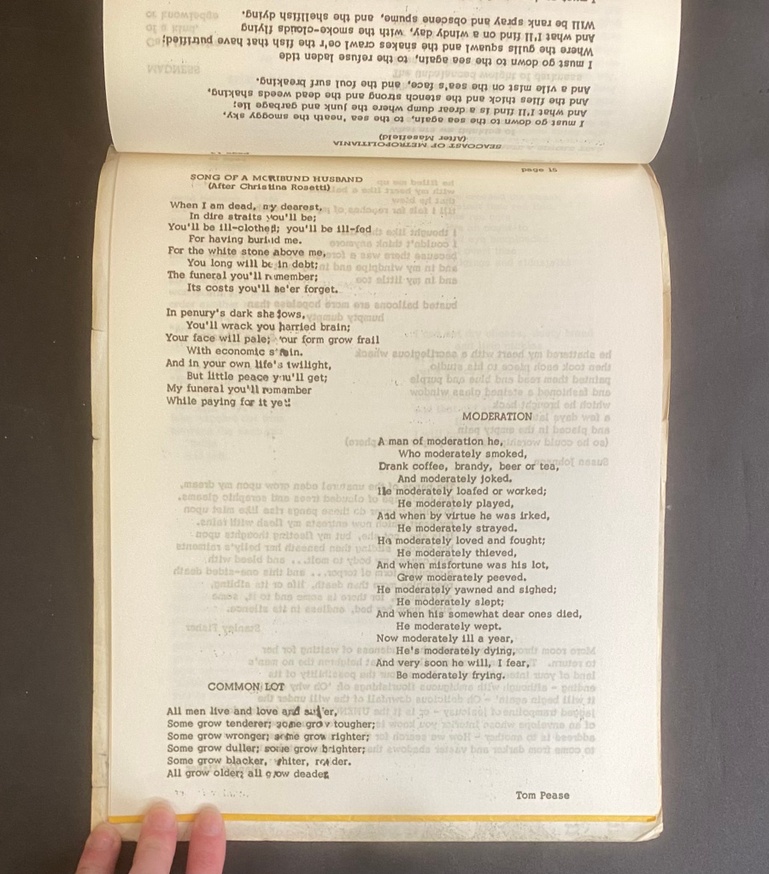 SEACOAST OF METROPOLITANIA
(After Masefield)
I must go down to the sea again, to the sea 'neath the smoggy sky,
And what I'll find is a drear dump where the junk and garbage lie;
And the flies thick and the stench strong and the dead weeds shaking,
And a vile mist on the sea's face, and the foul surf breaking.
I must go down to the sea again, to the refuse laden tide
Where the gulls squawl and the snakes crawl oe'r the fish that have putrified;
And what I'll find on a windy day, with the smoke-clouds flying
Will be rank spray and obscene spume, and the shellfish dying.
page 15
SONG OF A MORIBUND HUSBAND
(After Christina Rosetti)
When I am dead, my dearest,
In dire straits you'll be;
You'll be ill-clothed; you'll be ill-fed
For having buried me.
For the white stone above me,
You long will be in debt;
The funeral you'll remember;
Its costs you'll ne'er forget.
In penury's dark shadows,
You'll wrack you harried brain;
Your face will pale; your form grow frail
With economic strain.
And in your own life's twilight,
But little peace you'll get;
My funeral you'll remember
While paying for it yet!
MODERATION
A man of moderation he,
Who moderately smoked,
Drank coffee, brandy, beer or tea,
And moderately joked.
He moderately loafed or worked;
He moderately played,
And when by virtue he was irked,
He moderately strayed.
He moderately loved and fought;
He moderately thieved,
And when misfortune was his lot,
Grew moderately peeved.
He moderately yawned and sighed;
He moderately slept;
And when his somewhat dear ones died,
He moderately wept.
Now moderately ill a year,
He's moderately dying,
And very soon he will, I fear,
Be moderately frying.
COMMON LOT
All men live and love and suffer,
Some grow tenderer; some grow tougher;
Some grow wronger; some grow righter;
Some grow duller; some grow brighter;
Some grow blacker, whiter, redder.
All grow older; all grow deader
Tom Pease